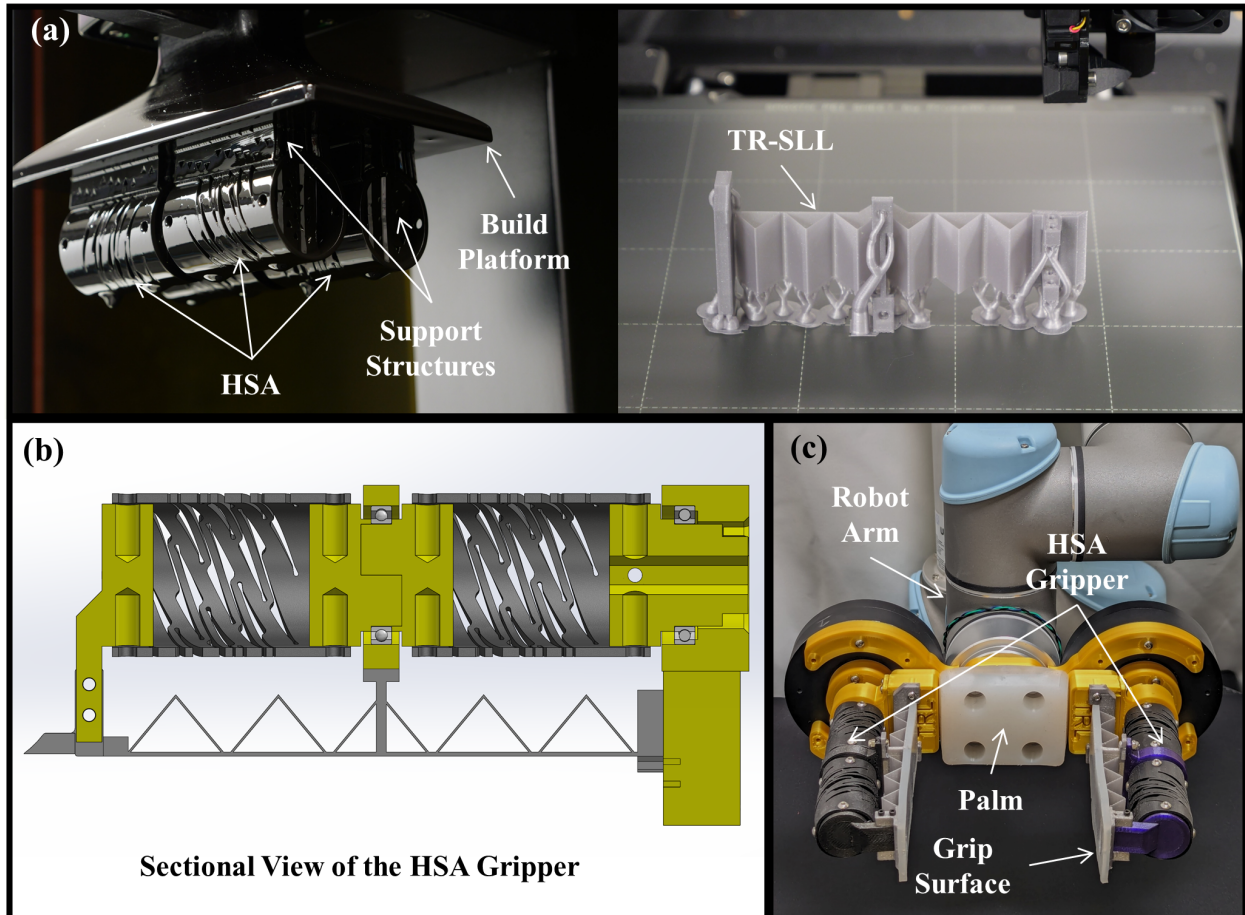 (a)
TR-SLL
Build
Platform
Support
Structures
HSA
(b)
Sectional View of the HSA Gripper
(c)
Robot
Arm
HSA
Gripper
Palm
Grip
Surface